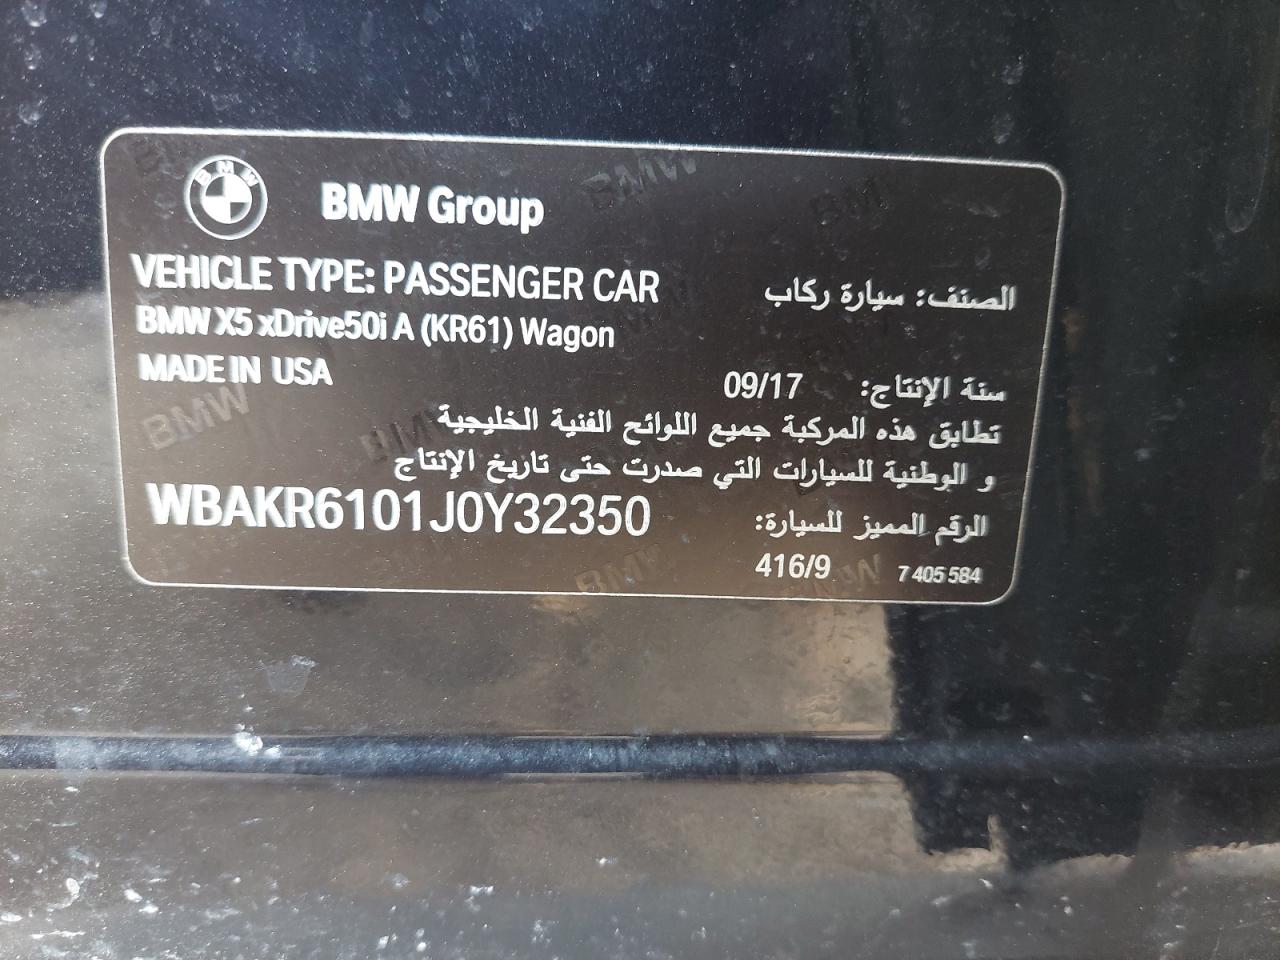 BMW
BMW Group
VEHICLE TYPE: PASSENGER CAR
الصنف: سيارة ركاب
BMW X5 xDrive50i A (KR61) Wagon
MADE IN USA
سنة الإنتاج: 09/17
تطابق هذه المركبة جميع اللوائح الفنية الخليجية
و الوطنية للسيارات التي صدرت حتى تاريخ الإنتاج
الرقم المميز للسيارة: WBAKR6101J0Y32350
416/9 7 405 584